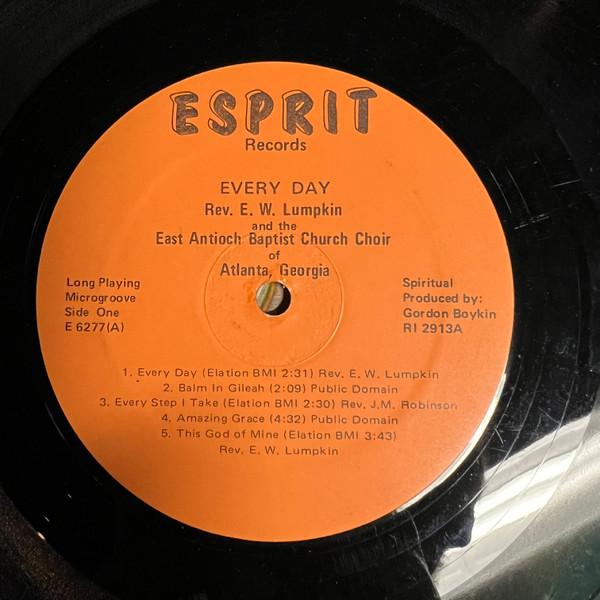 ESPRIT
Records
EVERY DAY
Rev. E. W. Lumpkin
and the
East Antioch Baptist Church Choir
of
Atlanta, Georgia
Long Playing
Microgroove
Side One
E 6277(A)
Spiritual
Produced by:
Gordon Boykin
RI 2913A
1. Every Day (Elation BMI 2:31) Rev. E. W. Lumpkin
2. Balm In Gileah (2:09) Public Domain
3. Every Step I Take (Elation BMI 2:30) Rev. J.M. Robinson
4. Amazing Grace (4:32) Public Domain
5. This God of Mine (Elation BMI 3:43)
Rev. E. W. Lumpkin